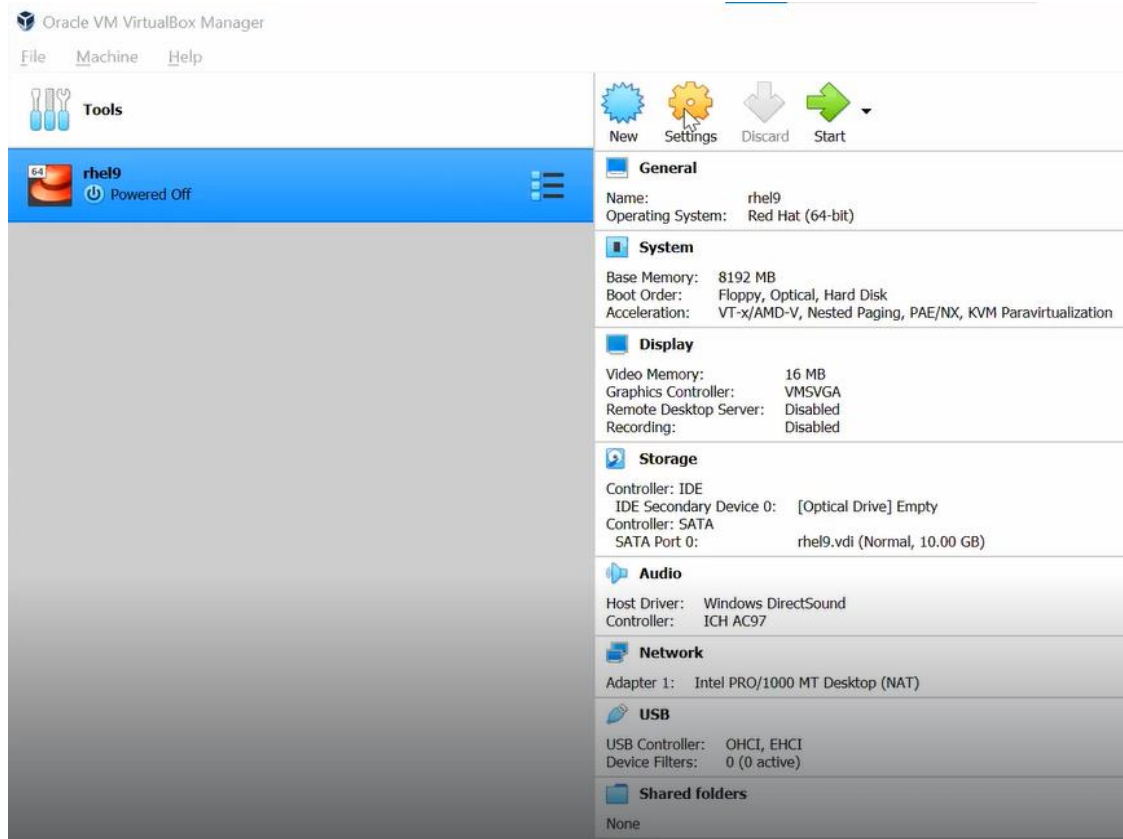 Oracle VM VirtualBox Manager
File Machine Help
Tools
64
rhel9
Powered Off
New Settings Discard Start
General
Name: rhel9
Operating System: Red Hat (64-bit)
System
Base Memory: 8192 MB
Boot Order: Floppy, Optical, Hard Disk
Acceleration: VT-x/AMD-V, Nested Paging, PAE/NX, KVM Paravirtualization
Display
Video Memory: 16 MB
Graphics Controller: VMSVGA
Remote Desktop Server: Disabled
Recording: Disabled
Storage
Controller: IDE
IDE Secondary Device 0: [Optical Drive] Empty
Controller: SATA
SATA Port 0: rhel9.vdi (Normal, 10.00 GB)
Audio
Host Driver: Windows DirectSound
Controller: ICH AC97
Network
Adapter 1: Intel PRO/1000 MT Desktop (NAT)
USB
USB Controller: OHCI, EHCI
Device Filters: 0 (0 active)
Shared folders
None